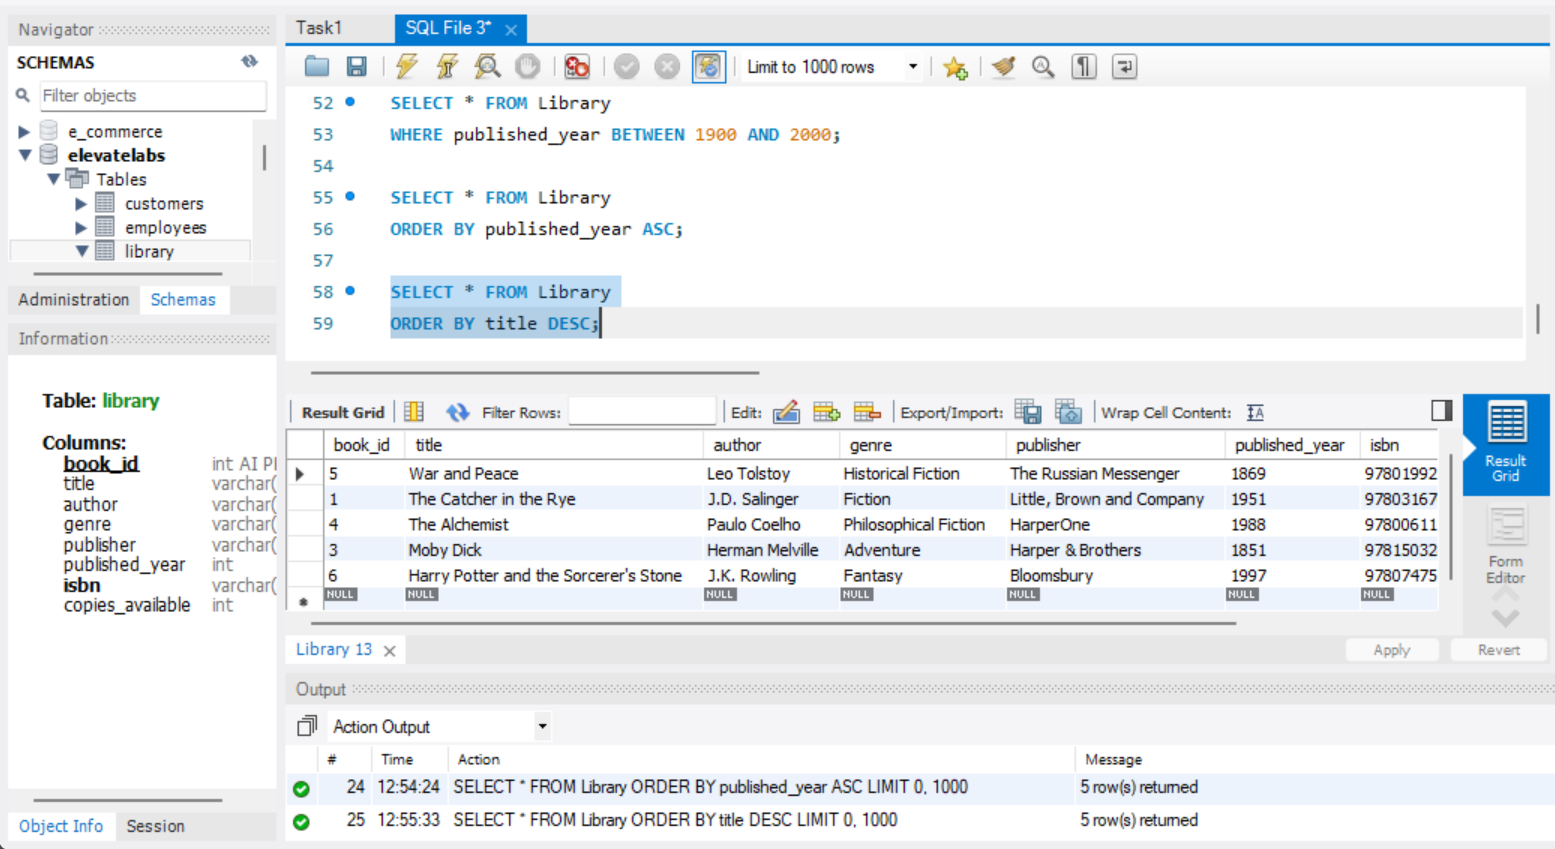 Navigator
SCHEMAS
Filter objects
e_commerce
elevatelabs
Tables
customers
employees
library
Administration Schemas
Information
Table: library
Columns:
book_id int AI PI
title varchar(
author varchar(
genre varchar(
publisher varchar(
published_year int
isbn varchar(
copies_available int
Object Info Session
Task1 SQL File 3*
Limit to 1000 rows
52 SELECT * FROM Library
53 WHERE published_year BETWEEN 1900 AND 2000;
54
55 SELECT * FROM Library
56 ORDER BY published_year ASC;
57
58 SELECT * FROM Library
59 ORDER BY title DESC;
Result Grid Filter Rows: Edit: Export/Import: Wrap Cell Content: IA
book_id title author genre publisher published_year isbn
5 War and Peace Leo Tolstoy Historical Fiction The Russian Messenger 1869 97801992
1 The Catcher in the Rye J.D. Salinger Fiction Little, Brown and Company 1951 97803167
4 The Alchemist Paulo Coelho Philosophical Fiction HarperOne 1988 97800611
3 Moby Dick Herman Melville Adventure Harper & Brothers 1851 97815032
6 Harry Potter and the Sorcerer's Stone J.K. Rowling Fantasy Bloomsbury 1997 97807475
NULL NULL NULL NULL NULL NULL NULL
Result
Grid
Form
Editor
Library 13 Apply Revert
Output
Action Output
# Time Action Message
24 12:54:24 SELECT * FROM Library ORDER BY published_year ASC LIMIT 0, 1000 5 row(s) returned
25 12:55:33 SELECT * FROM Library ORDER BY title DESC LIMIT 0, 1000 5 row(s) returned